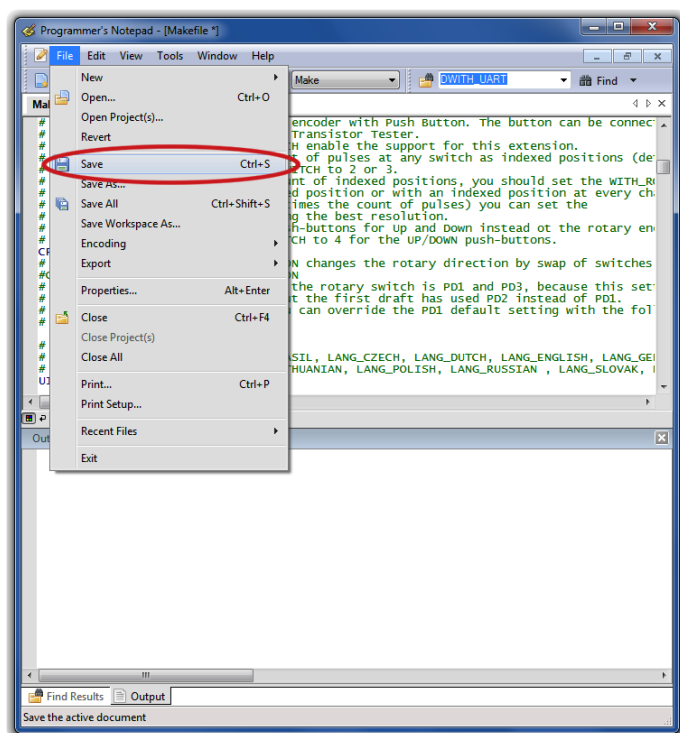 Programmer's Notepad - [Makefile *]
File Edit View Tools Window Help
Make DWITH_UART Find
New
Open... Ctrl+O
Open Project(s)...
Revert
Save Ctrl+S
Save As...
Save All Ctrl+Shift+S
Save Workspace As...
Encoding
Export
Properties... Alt+Enter
Close Ctrl+F4
Close Project(s)
Close All
Print... Ctrl+P
Print Setup...
Recent Files
Exit
# encoder with Push Button. The button can be connec
# Transistor Tester.
# H enable the support for this extension.
# of pulses at any switch as indexed positions (de
# TCH to 2 or 3.
# nt of indexed positions, you should set the WITH_R
# ed position or with an indexed position at every ch
# imes the count of pulses) you can set the
# g the best resolution.
# h-buttons for Up and Down instead ot the rotary en
# CH to 4 for the UP/DOWN push-buttons.
# N changes the rotary direction by swap of switches
# N
# the rotary switch is PD1 and PD3, because this set
# t the first draft has used PD2 instead of PD1.
# can override the PD1 default setting with the fol
# SIL, LANG_CZECH, LANG_DUTCH, LANG_ENGLISH, LANG_GE
# HUANIAN, LANG_POLISH, LANG_RUSSIAN , LANG_SLOVAK,
UI
Out
Find Results Output
Save the active document